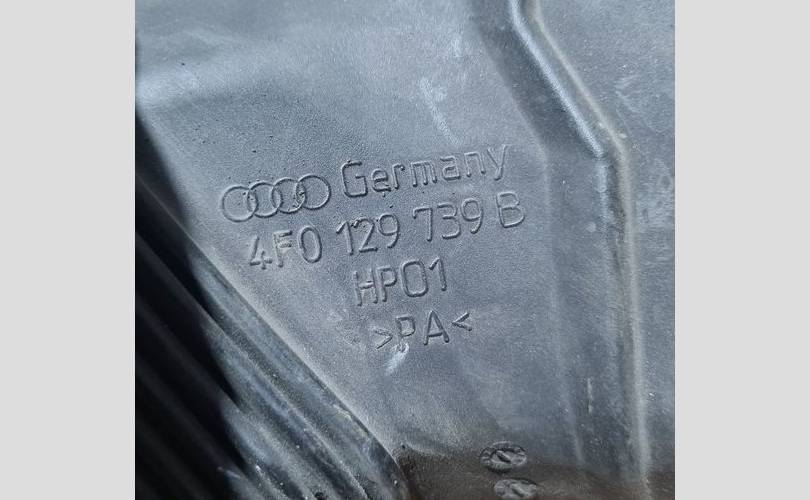 Germany
4F0 129 739 B
HP01
>PA<